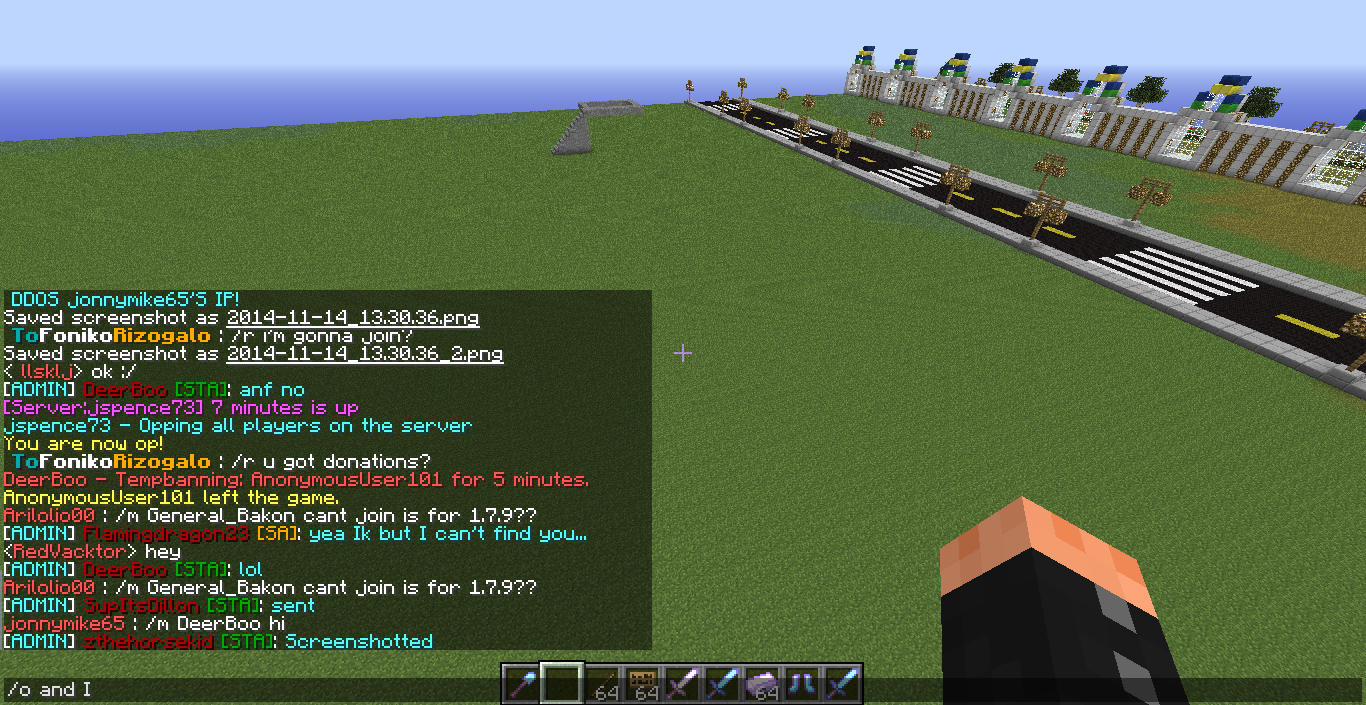 DDOS jonnymike65'S IP!
Saved screenshot as 2014-11-14_13.30.36.png
ToFonikoRizogalo : /r i'm gonna join?
Saved screenshot as 2014-11-14_13.30.36_2.png
< llsklj> ok :/
[ADMIN] DeerBoo [STA]: anf no
[Server:jspence73] 7 minutes is up
jspence73 - Opping all players on the server
You are now op!
ToFonikoRizogalo : /r u got donations?
DeerBoo - Tempbanning: AnonymousUser101 for 5 minutes.
AnonymousUser101 left the game.
Arilolio00 : /m General_Bakon cant join is for 1.7.9??
[ADMIN] Flamingdragon23 [SA]: yea Ik but I can't find you...
<RedVacktor> hey
[ADMIN] DeerBoo [STA]: lol
Arilolio00 : /m General_Bakon cant join is for 1.7.9??
[ADMIN] SupItsDillon [STA]: sent
jonnymike65 : /m DeerBoo hi
[ADMIN] zthehorsekid [STA]: Screenshotted
64 64 64
/o and I